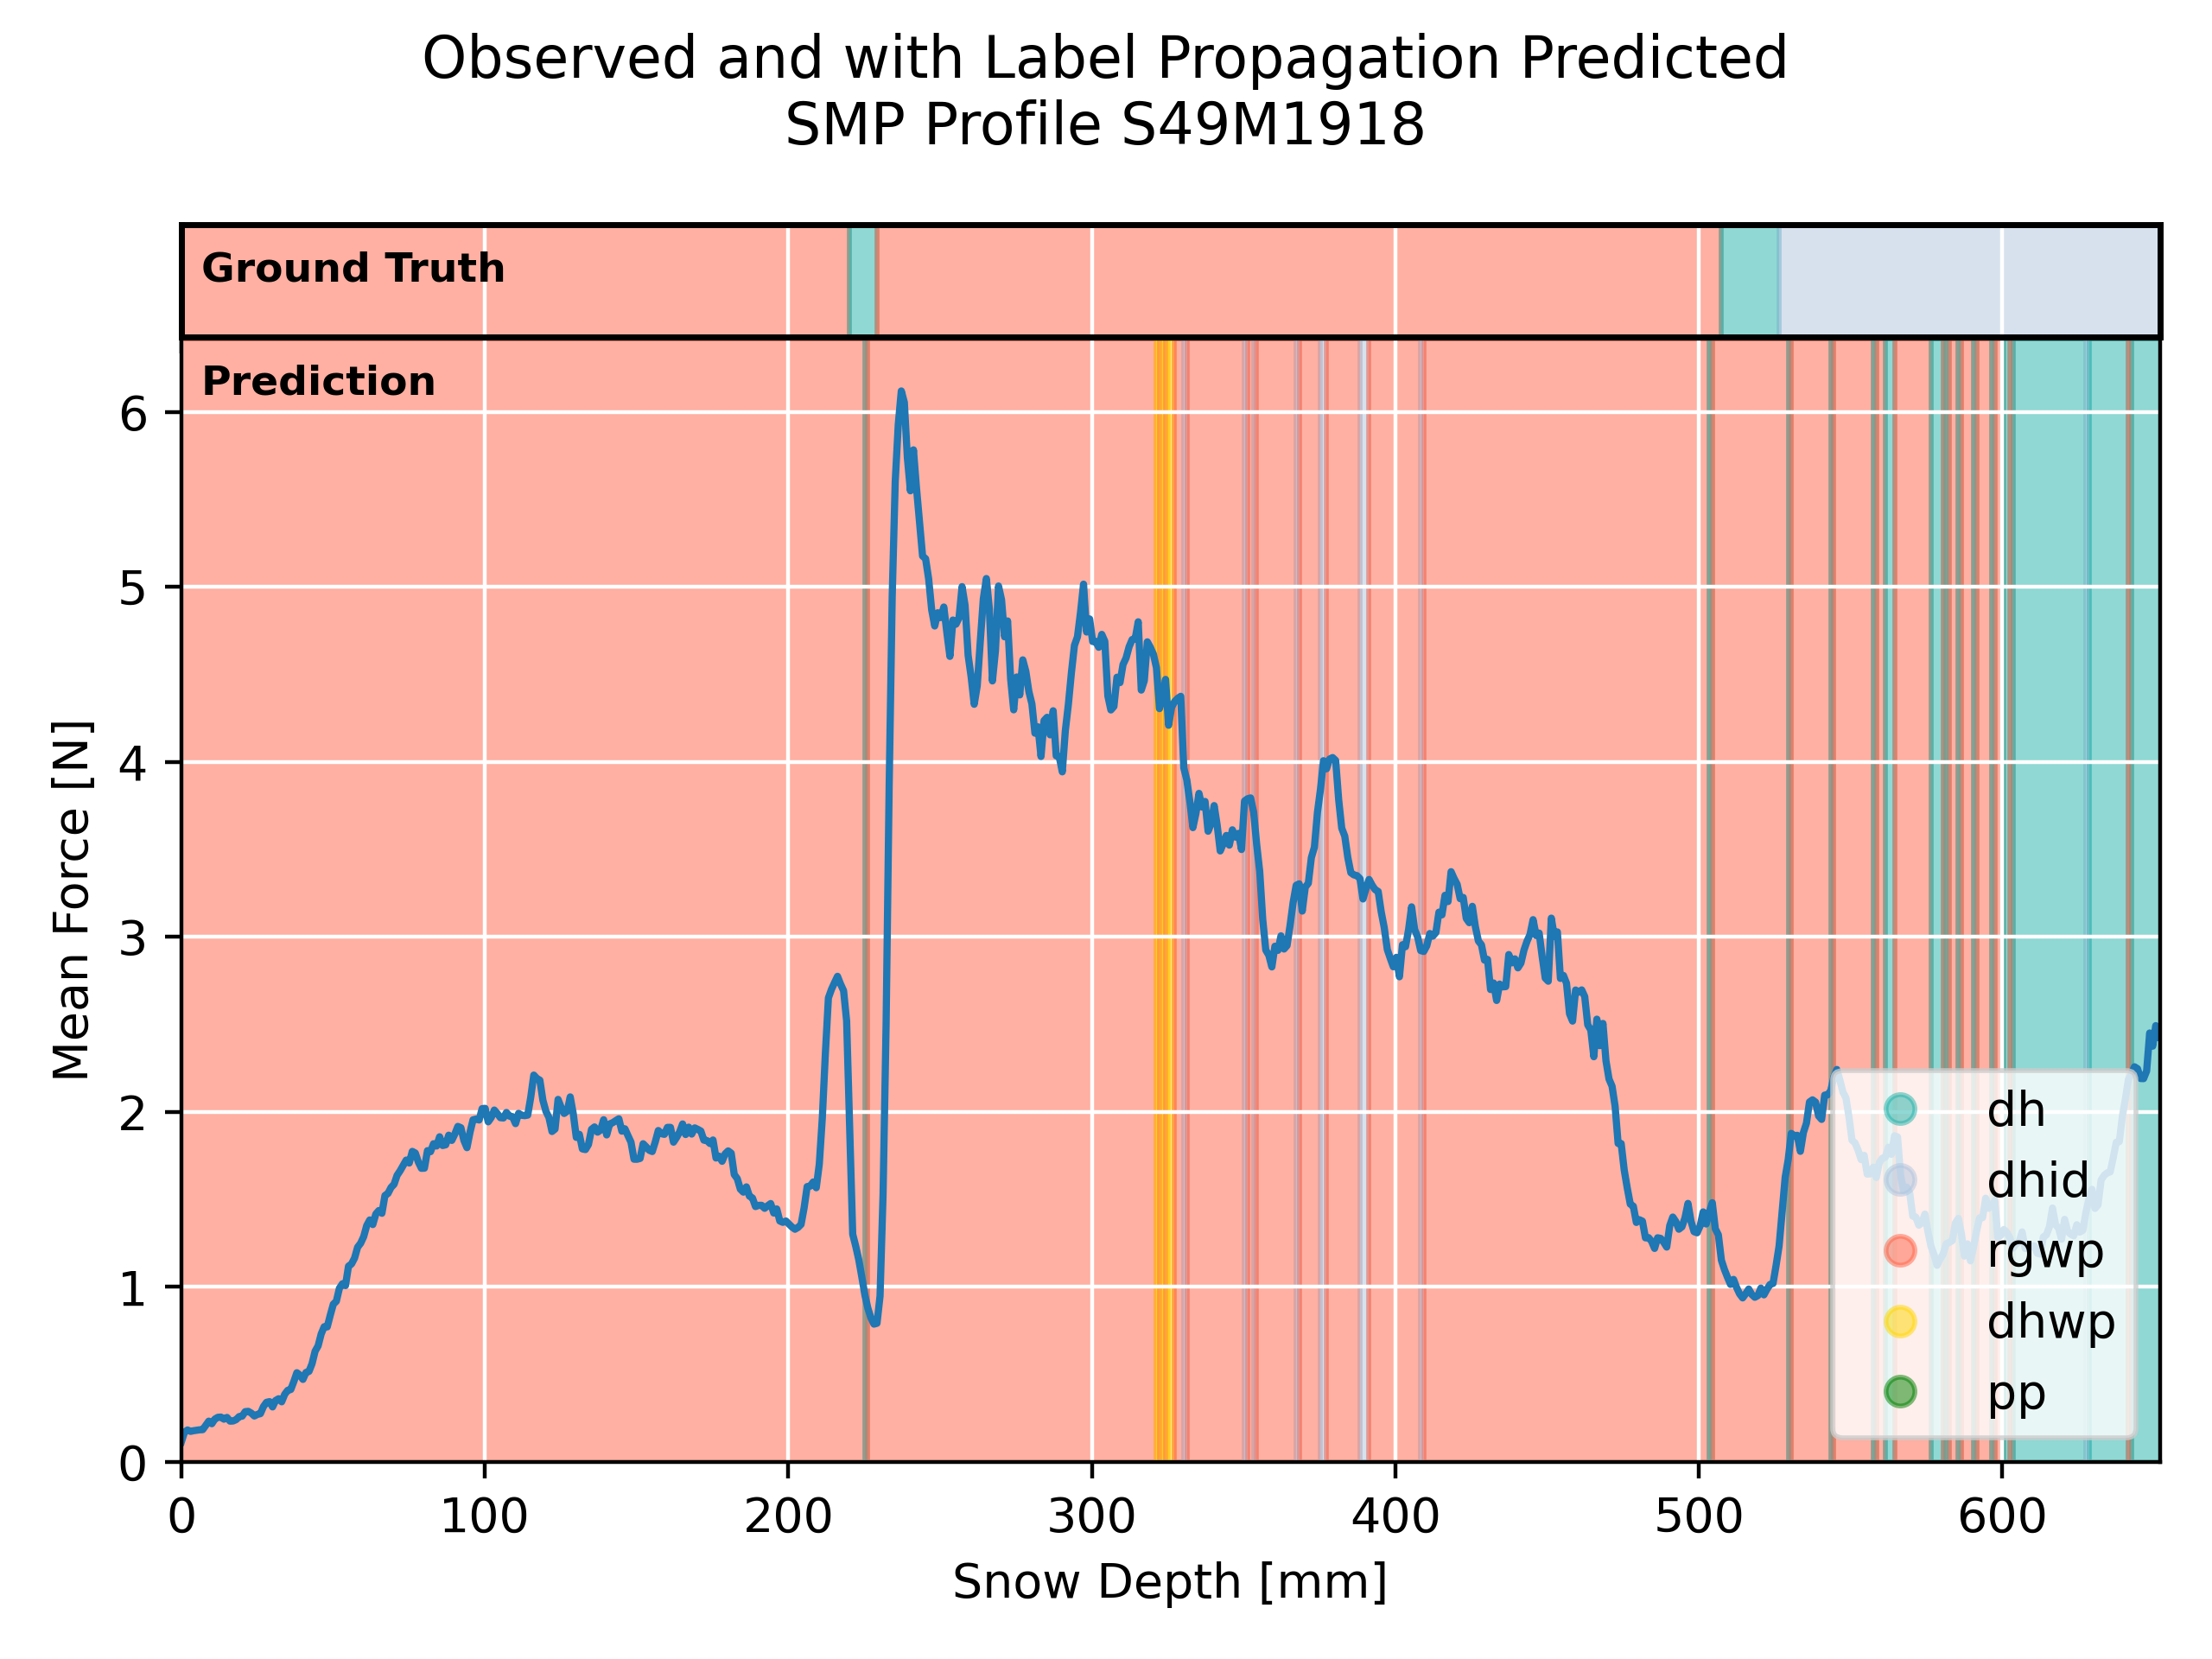 Observed and with Label Propagation Predicted
SMP Profile S49M1918
Ground Truth
Prediction
6
5
4
3
2
1
0
Mean Force [N]
dh
dhid
rgwp
dhwp
pp
0 100 200 300 400 500 600
Snow Depth [mm]